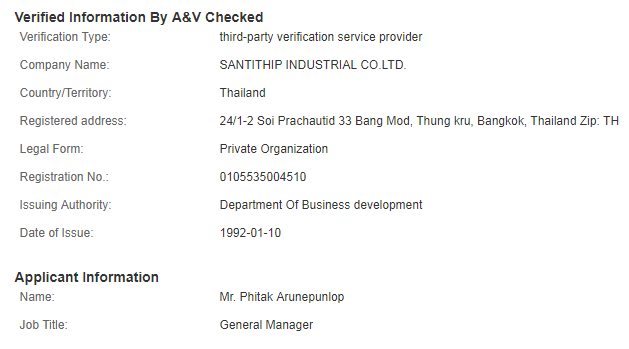 Verified Information By A&V Checked
Verification Type: third-party verification service provider
Company Name: SANTITHIP INDUSTRIAL CO.LTD.
Country/Territory: Thailand
Registered address: 24/1-2 Soi Prachautid 33 Bang Mod, Thung kru, Bangkok, Thailand Zip: TH
Legal Form: Private Organization
Registration No.: 0105535004510
Issuing Authority: Department Of Business development
Date of Issue: 1992-01-10
Applicant Information
Name: Mr. Phitak Arunepunlop
Job Title: General Manager